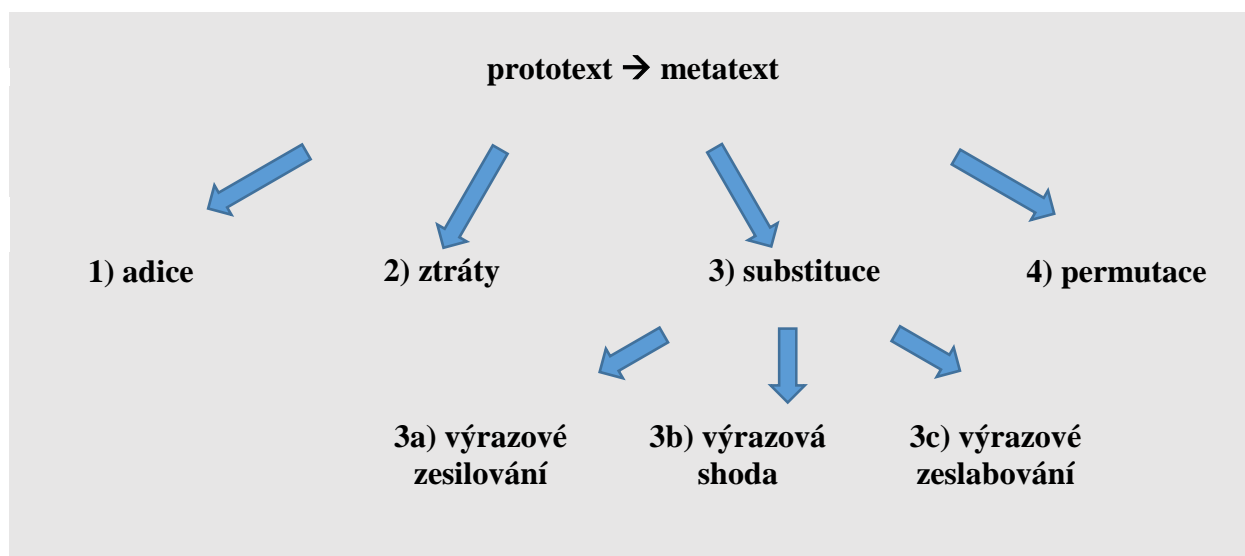 prototext → metatext
1) adice
2) ztráty
3) substituce
4) permutace
3a) výrazové
zesilování
3b) výrazová
shoda
3c) výrazové
zeslabování